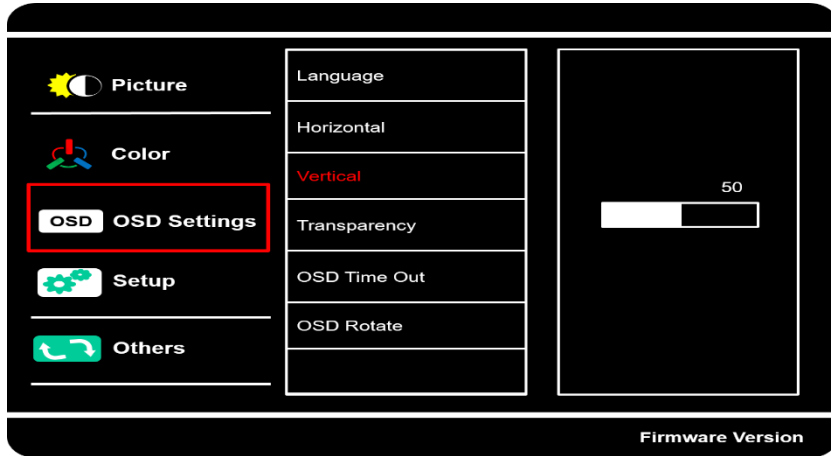 Picture
Color
OSD OSD Settings
Setup
Others
Language
Horizontal
Vertical
Transparency
OSD Time Out
OSD Rotate
50
Firmware Version